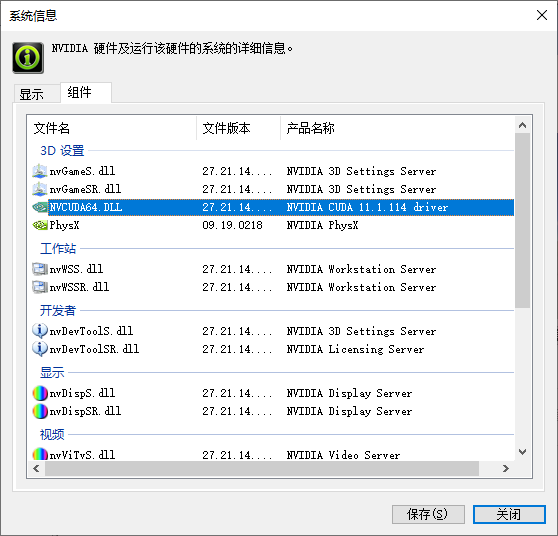 系统信息
NVIDIA 硬件及运行该硬件的系统的详细信息。
显示 组件
文件名 文件版本 产品名称
3D 设置
nvGameS.dll 27.21.14.... NVIDIA 3D Settings Server
nvGameSR.dll 27.21.14.... NVIDIA 3D Settings Server
NVCUDA64.DLL 27.21.14.... NVIDIA CUDA 11.1.114 driver
PhysX 09.19.0218 NVIDIA PhysX
工作站
nvWSS.dll 27.21.14.... NVIDIA Workstation Server
nvWSSR.dll 27.21.14.... NVIDIA Workstation Server
开发者
nvDevToolS.dll 27.21.14.... NVIDIA 3D Settings Server
nvDevToolSR.dll 27.21.14.... NVIDIA Licensing Server
显示
nvDispS.dll 27.21.14.... NVIDIA Display Server
nvDispSR.dll 27.21.14.... NVIDIA Display Server
视频
nvViTvS.dll 27.21.14.... NVIDIA Video Server
保存(S) 关闭